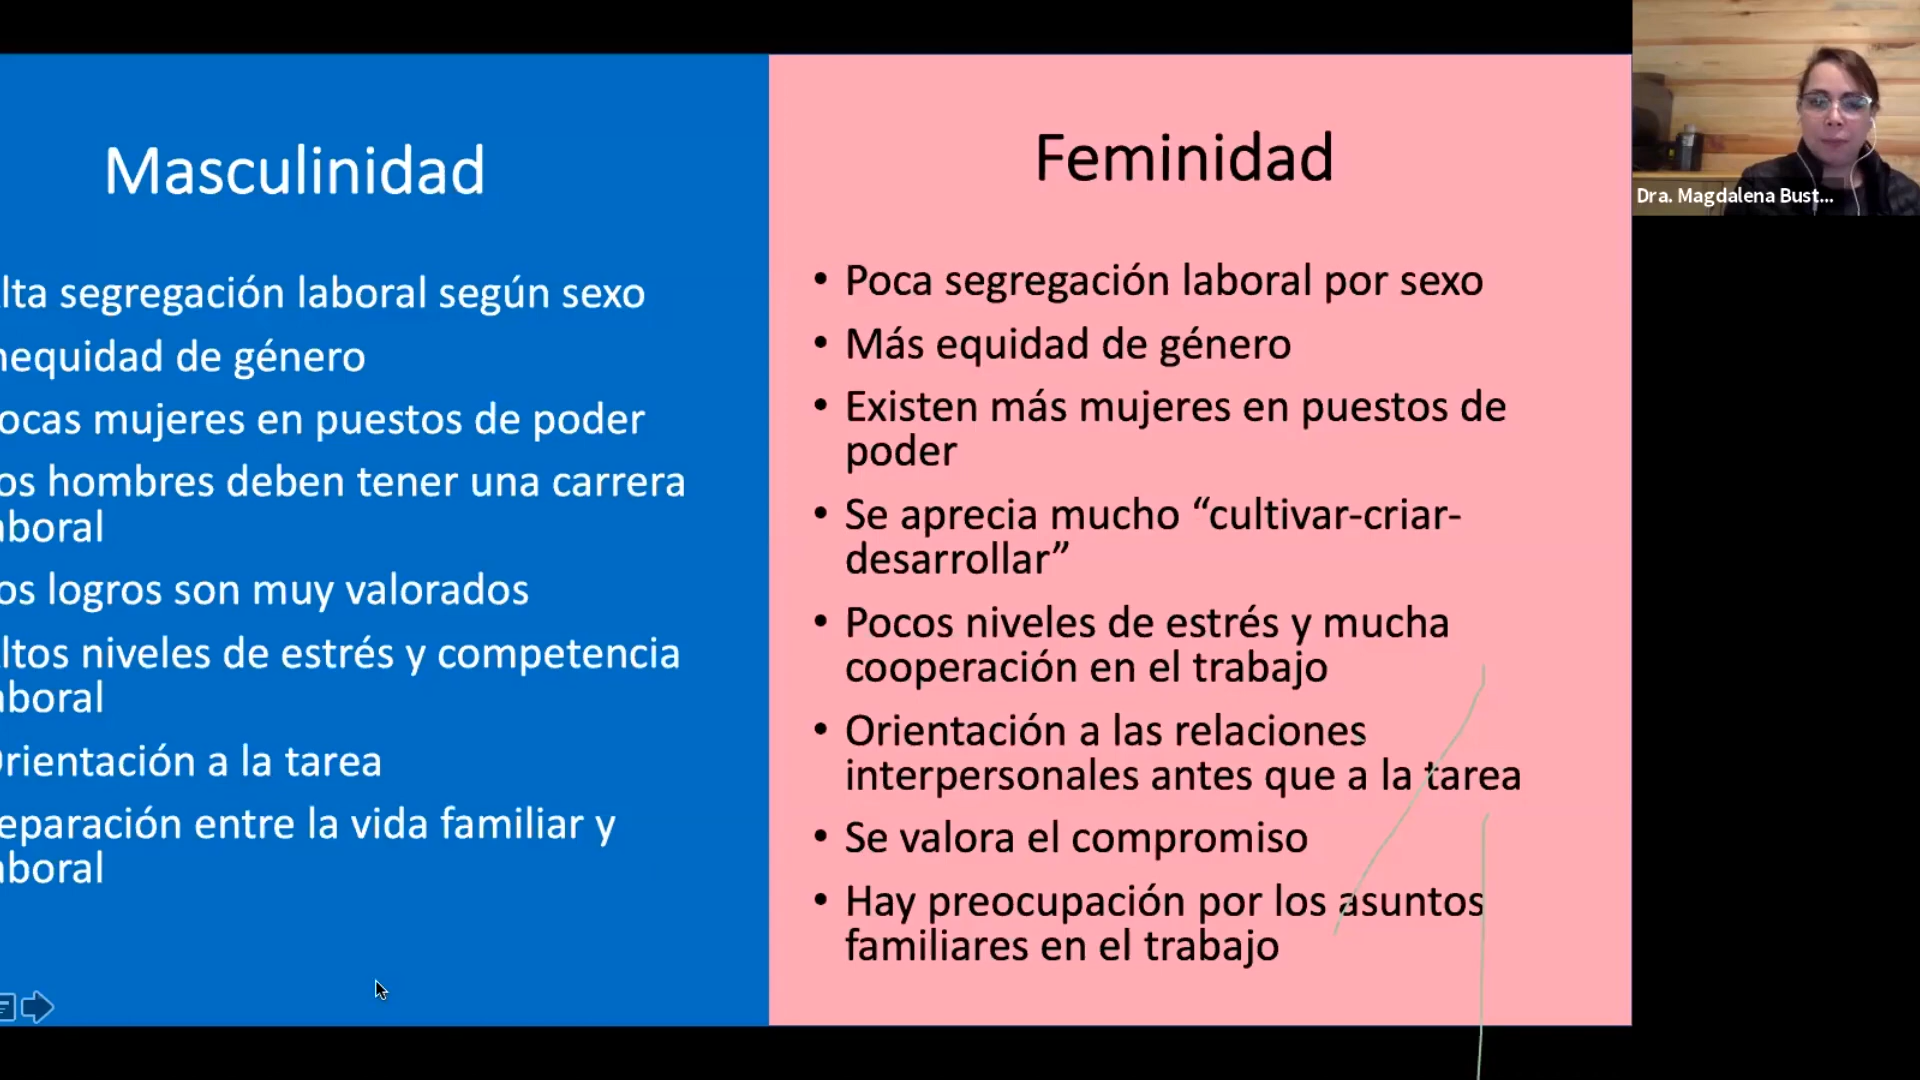 Masculinidad
lta segregación laboral según sexo
nequidad de género
ocas mujeres en puestos de poder
os hombres deben tener una carrera
aboral
os logros son muy valorados
ltos niveles de estrés y competencia
aboral
Orientación a la tarea
eparación entre la vida familiar y
aboral
Feminidad
• Poca segregación laboral por sexo
• Más equidad de género
• Existen más mujeres en puestos de
poder
• Se aprecia mucho “cultivar-criar-
desarrollar”
• Pocos niveles de estrés y mucha
cooperación en el trabajo
• Orientación a las relaciones
interpersonales antes que a la tarea
• Se valora el compromiso
• Hay preocupación por los asuntos
familiares en el trabajo
Dra. Magdalena Bust...